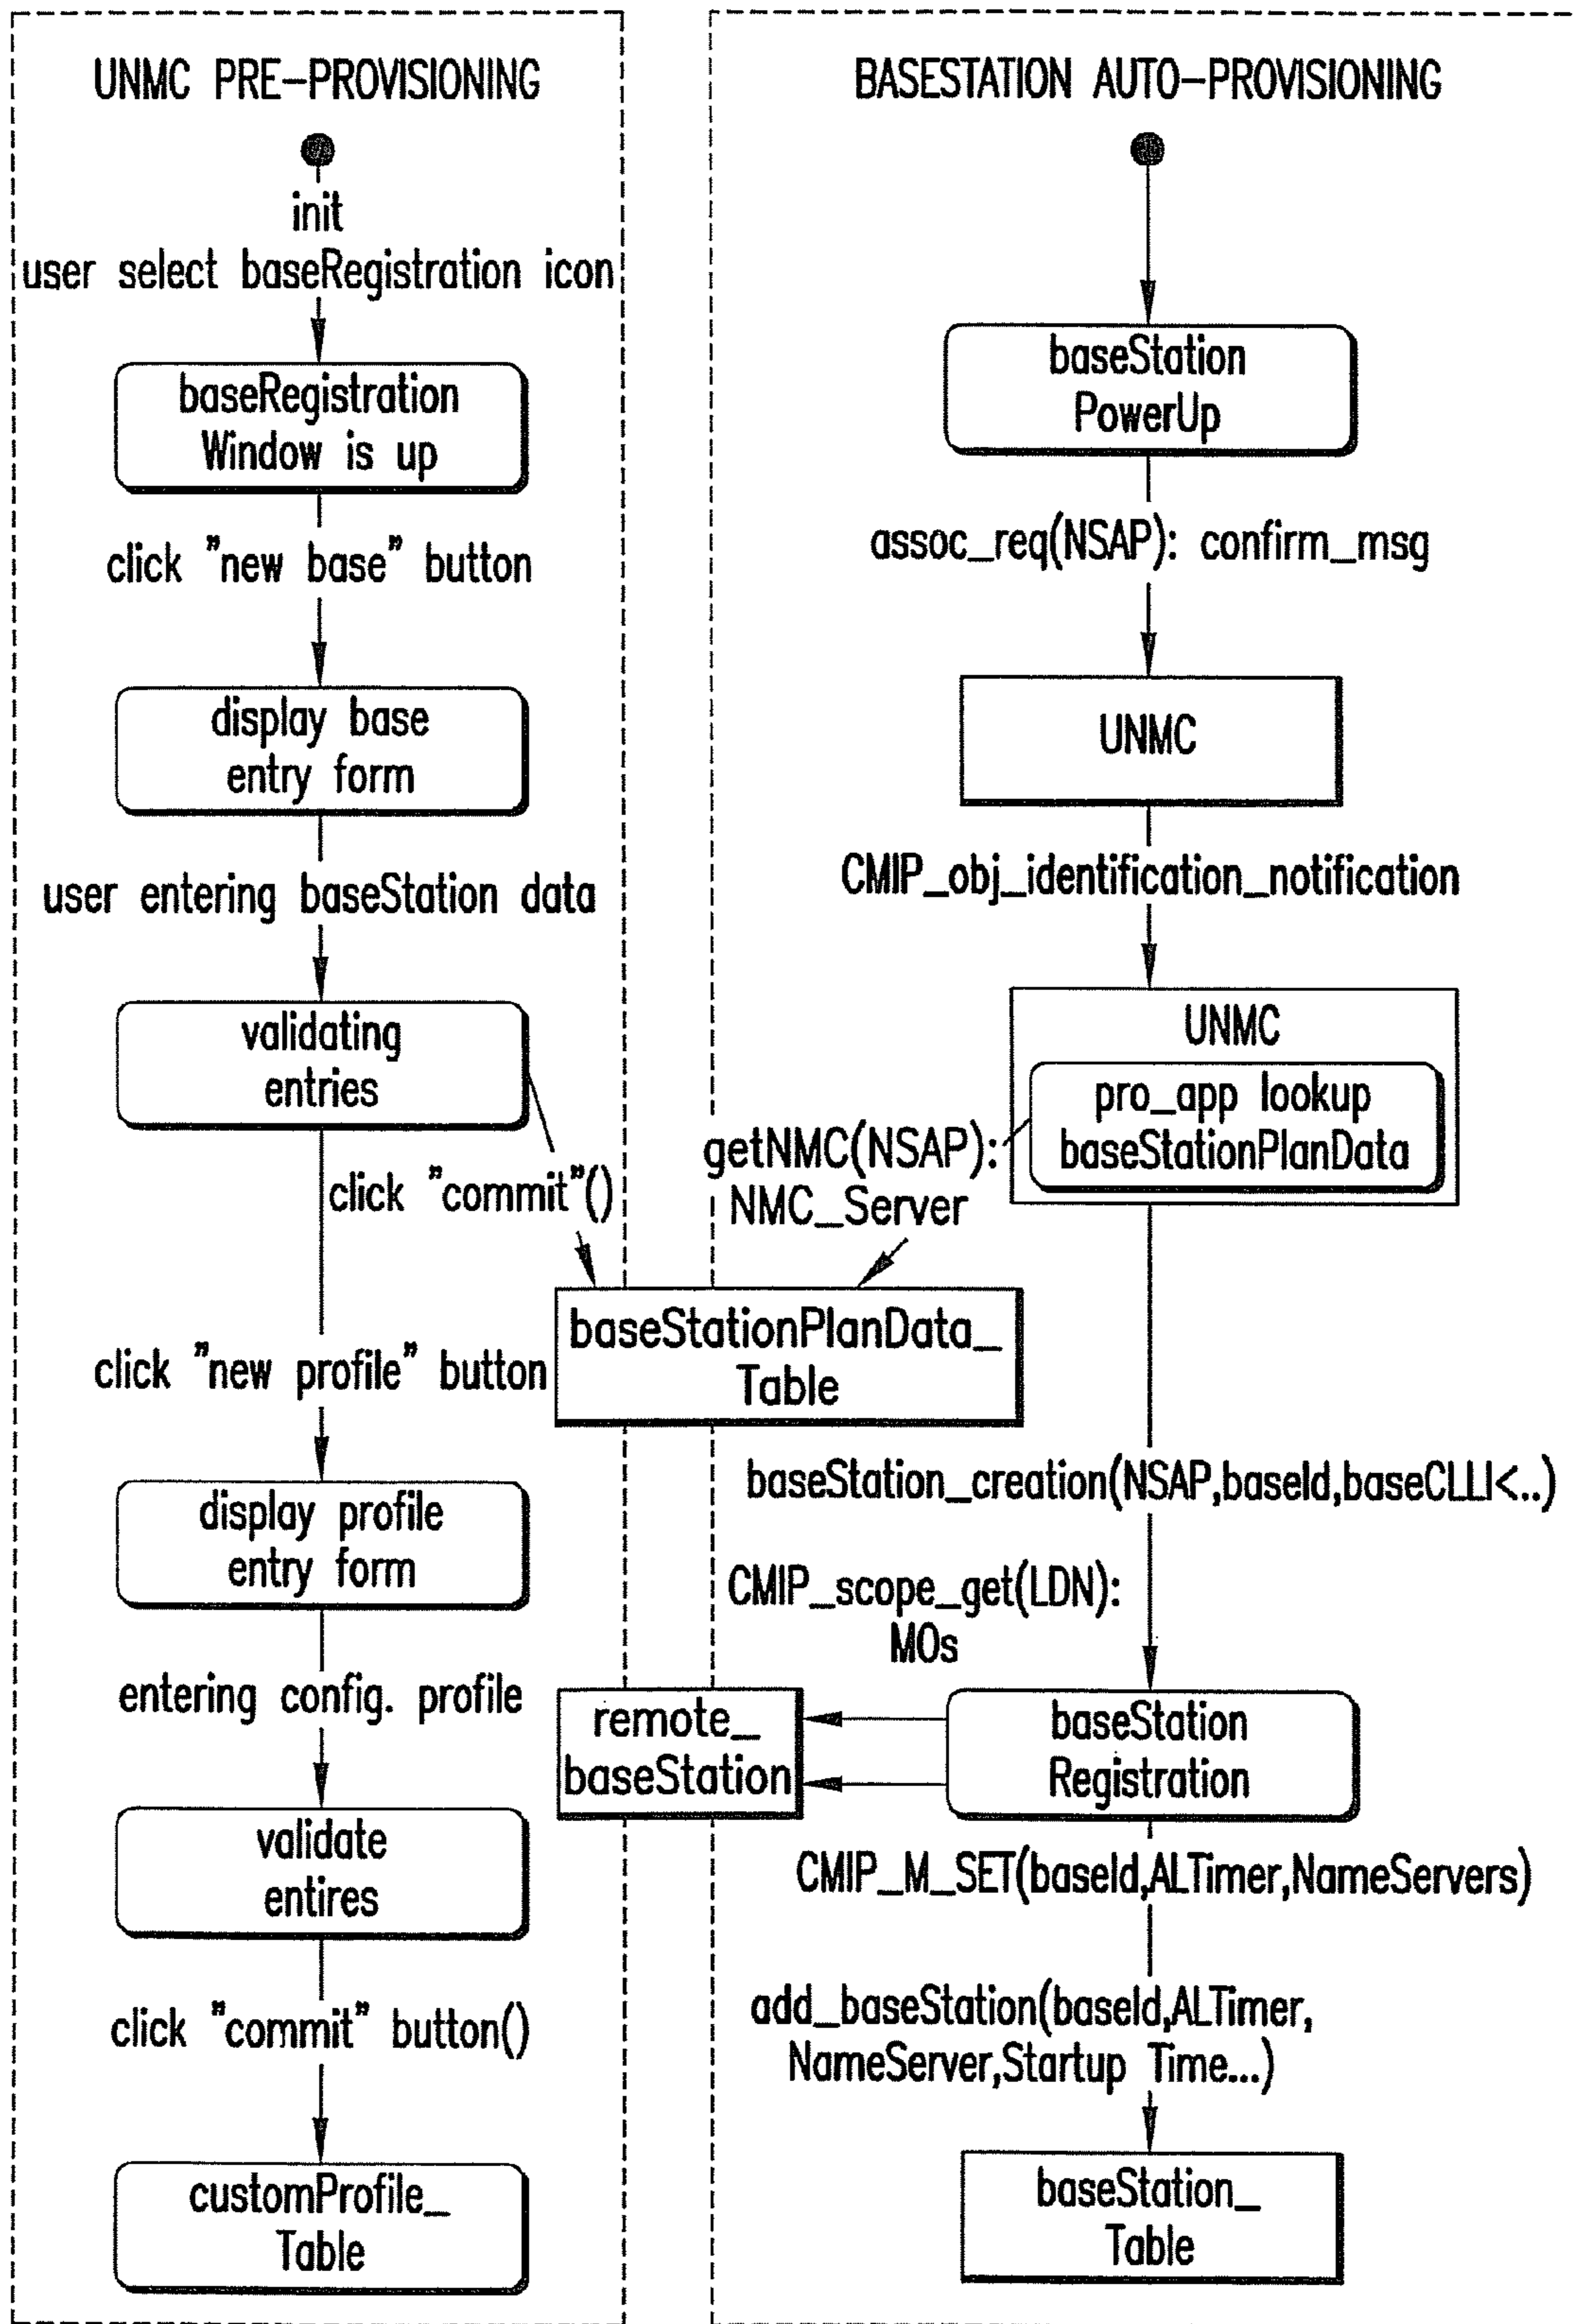 UNMC PRE-PROVISIONING
init
user select baseRegistration icon
baseRegistration
Window is up
click "new base" button
display base
entry form
user entering baseStation data
validating
entries
click "commit"()
click "new profile" button
display profile
entry form
entering config. profile
validate
entires
click "commit" button()
customProfile_
Table
BASESTATION AUTO-PROVISIONING
baseStation
PowerUp
assoc_req(NSAP): confirm_msg
UNMC
CMIP_obj_identification_notification
UNMC
pro_app lookup
baseStationPlanData
getNMC(NSAP):
NMC_Server
baseStationPlanData_
Table
baseStation_creation(NSAP,baseId,baseCLLI<..)
CMIP_scope_get(LDN):
MOs
remote_
baseStation
baseStation
Registration
CMIP_M_SET(baseId,ALTimer,NameServers)
add_baseStation(baseId,ALTimer,
NameServer,Startup Time...)
baseStation_
Table